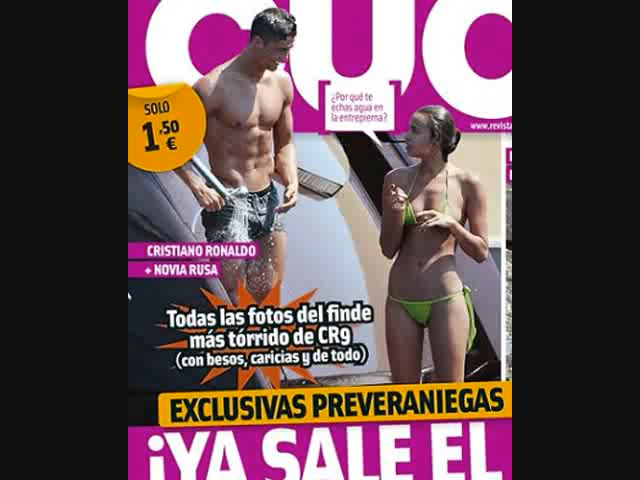 CUO
SOLO
1,50
€
¿Por qué te
echas agua en
la entrepierna?
www.revista
CRISTIANO RONALDO
+ NOVIA RUSA
Todas las fotos del finde
más tórrido de CR9
(con besos, caricias y de todo)
EXCLUSIVAS PREVERANIEGAS
¡YA SALE EL